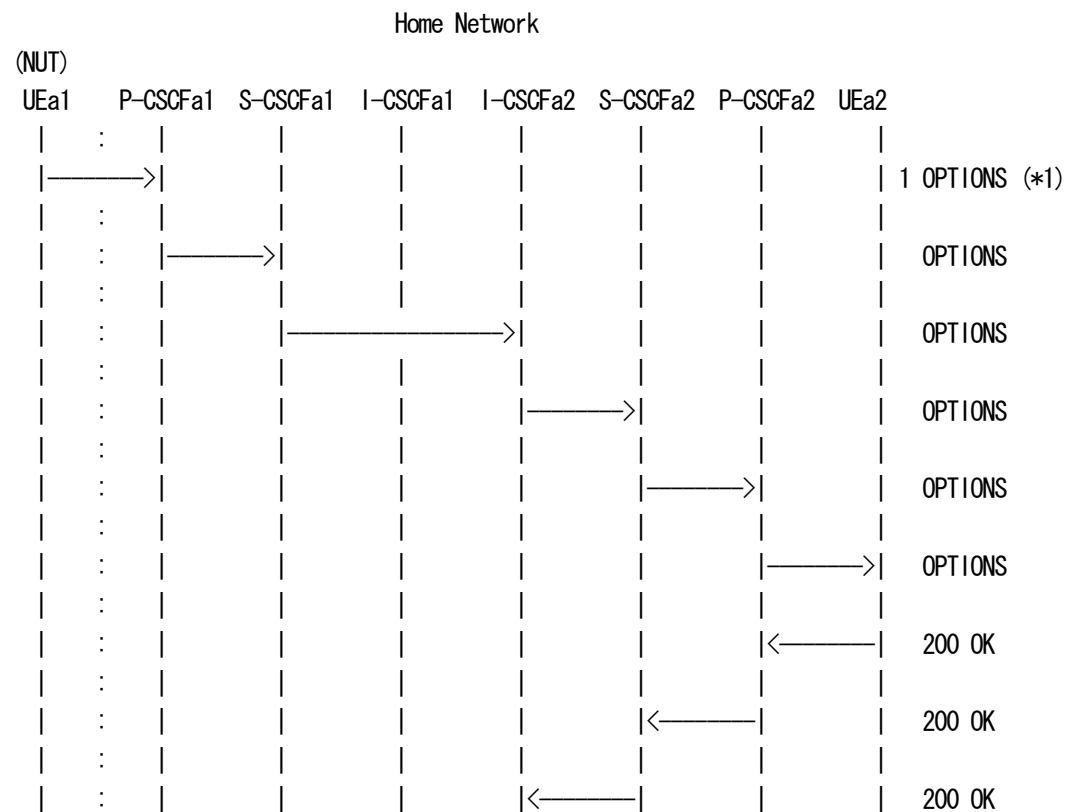 Home Network
(NUT)
UEa1 P-CSCFa1 S-CSCFa1 I-CSCFa1 I-CSCFa2 S-CSCFa2 P-CSCFa2 UEa2
1 OPTIONS (*1)
OPTIONS
OPTIONS
OPTIONS
OPTIONS
OPTIONS
200 OK
200 OK
200 OK